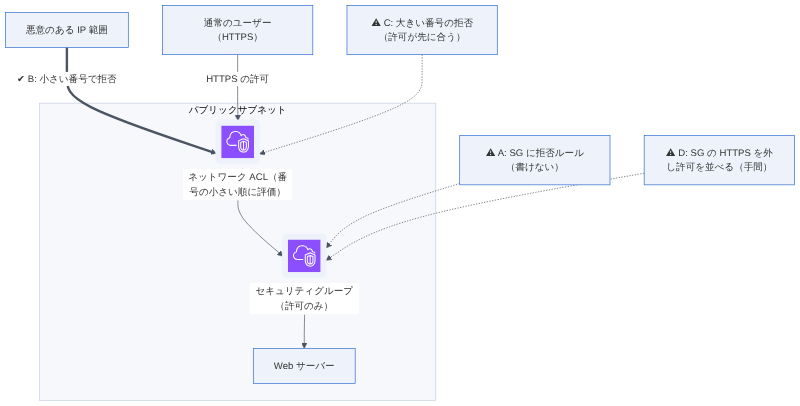 悪意のある IP 範囲
通常のユーザー
（HTTPS）
⚠ C: 大きい番号の拒否
（許可が先に合う）
✔ B: 小さい番号で拒否
HTTPS の許可
パブリックサブネット
ネットワーク ACL（番
号の小さい順に評価）
⚠ A: SG に拒否ルール
（書けない）
⚠ D: SG の HTTPS を外
し許可を並べる（手間）
セキュリティグループ
（許可のみ）
Web サーバー